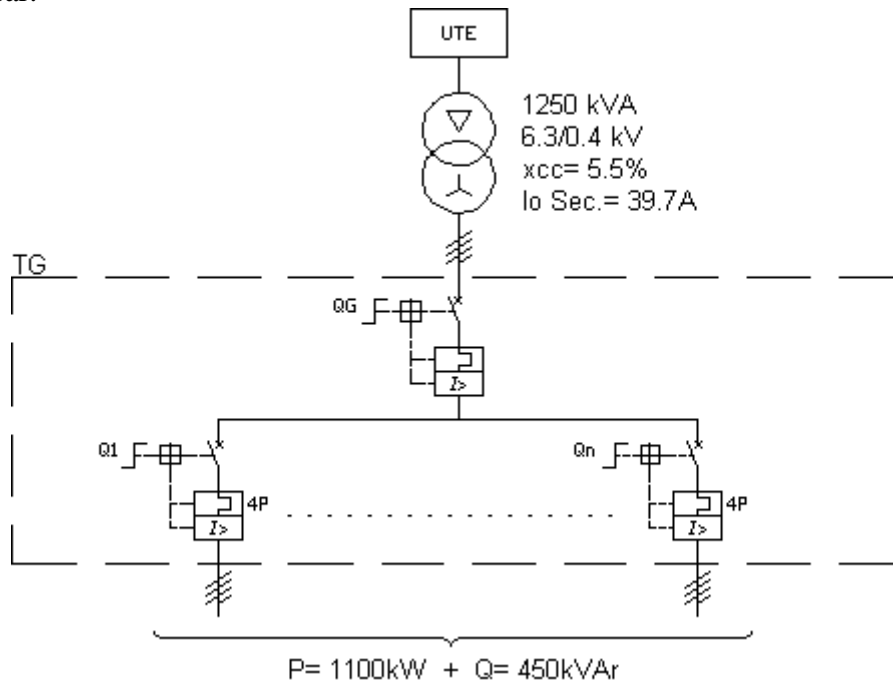 UTE
1250 kVA
6.3/0.4 kV
xcc= 5.5%
Io Sec.= 39.7A
TG
QG
I>
Q1
Qn
4P
4P
I>
I>
P= 1100kW + Q= 450kVAr